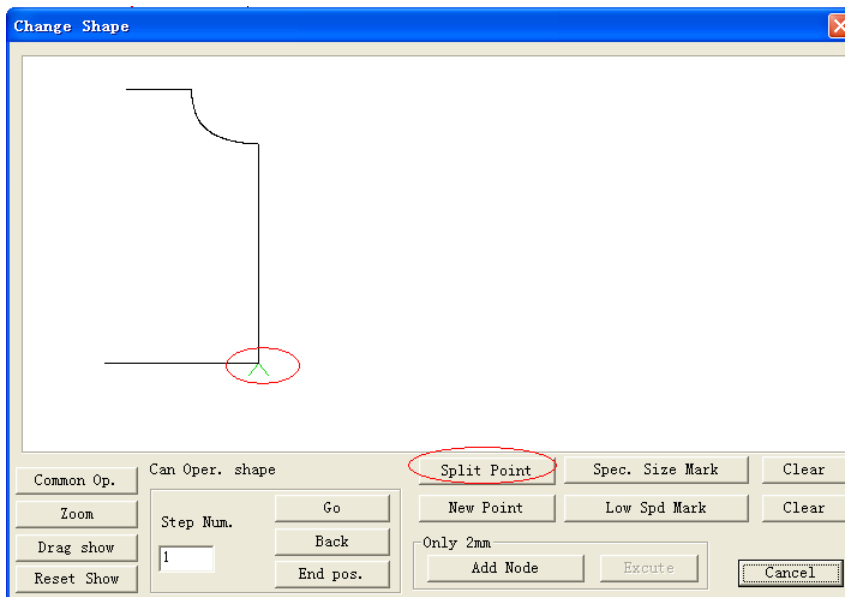 Change Shape
Common Op.
Zoom
Drag show
Reset Show
Can Oper. shape
Step Num.
1
Go
Back
End pos.
Split Point
Spec. Size Mark
Clear
New Point
Low Spd Mark
Clear
Only 2mm
Add Node
Excute
Cancel